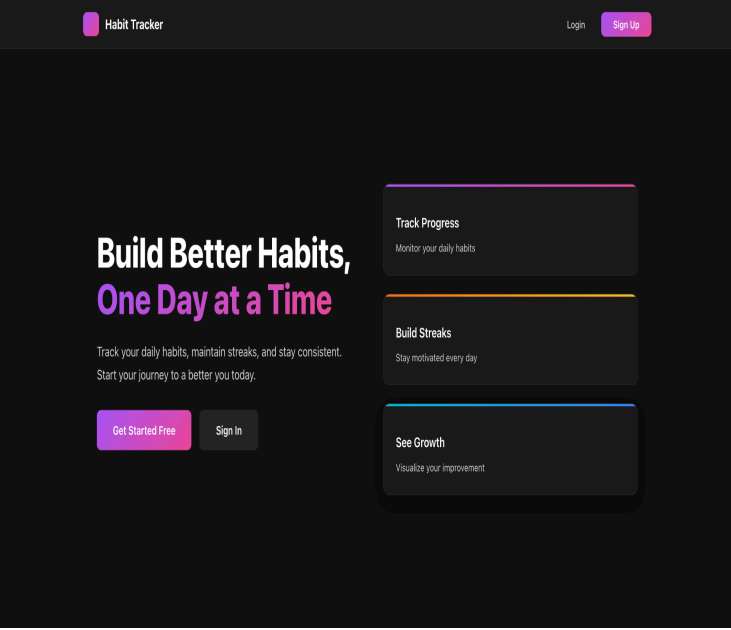 Habit Tracker
Login
Sign Up
Build Better Habits,
One Day at a Time
Track your daily habits, maintain streaks, and stay consistent.
Start your journey to a better you today.
Get Started Free
Sign In
Track Progress
Monitor your daily habits
Build Streaks
Stay motivated every day
See Growth
Visualize your improvement